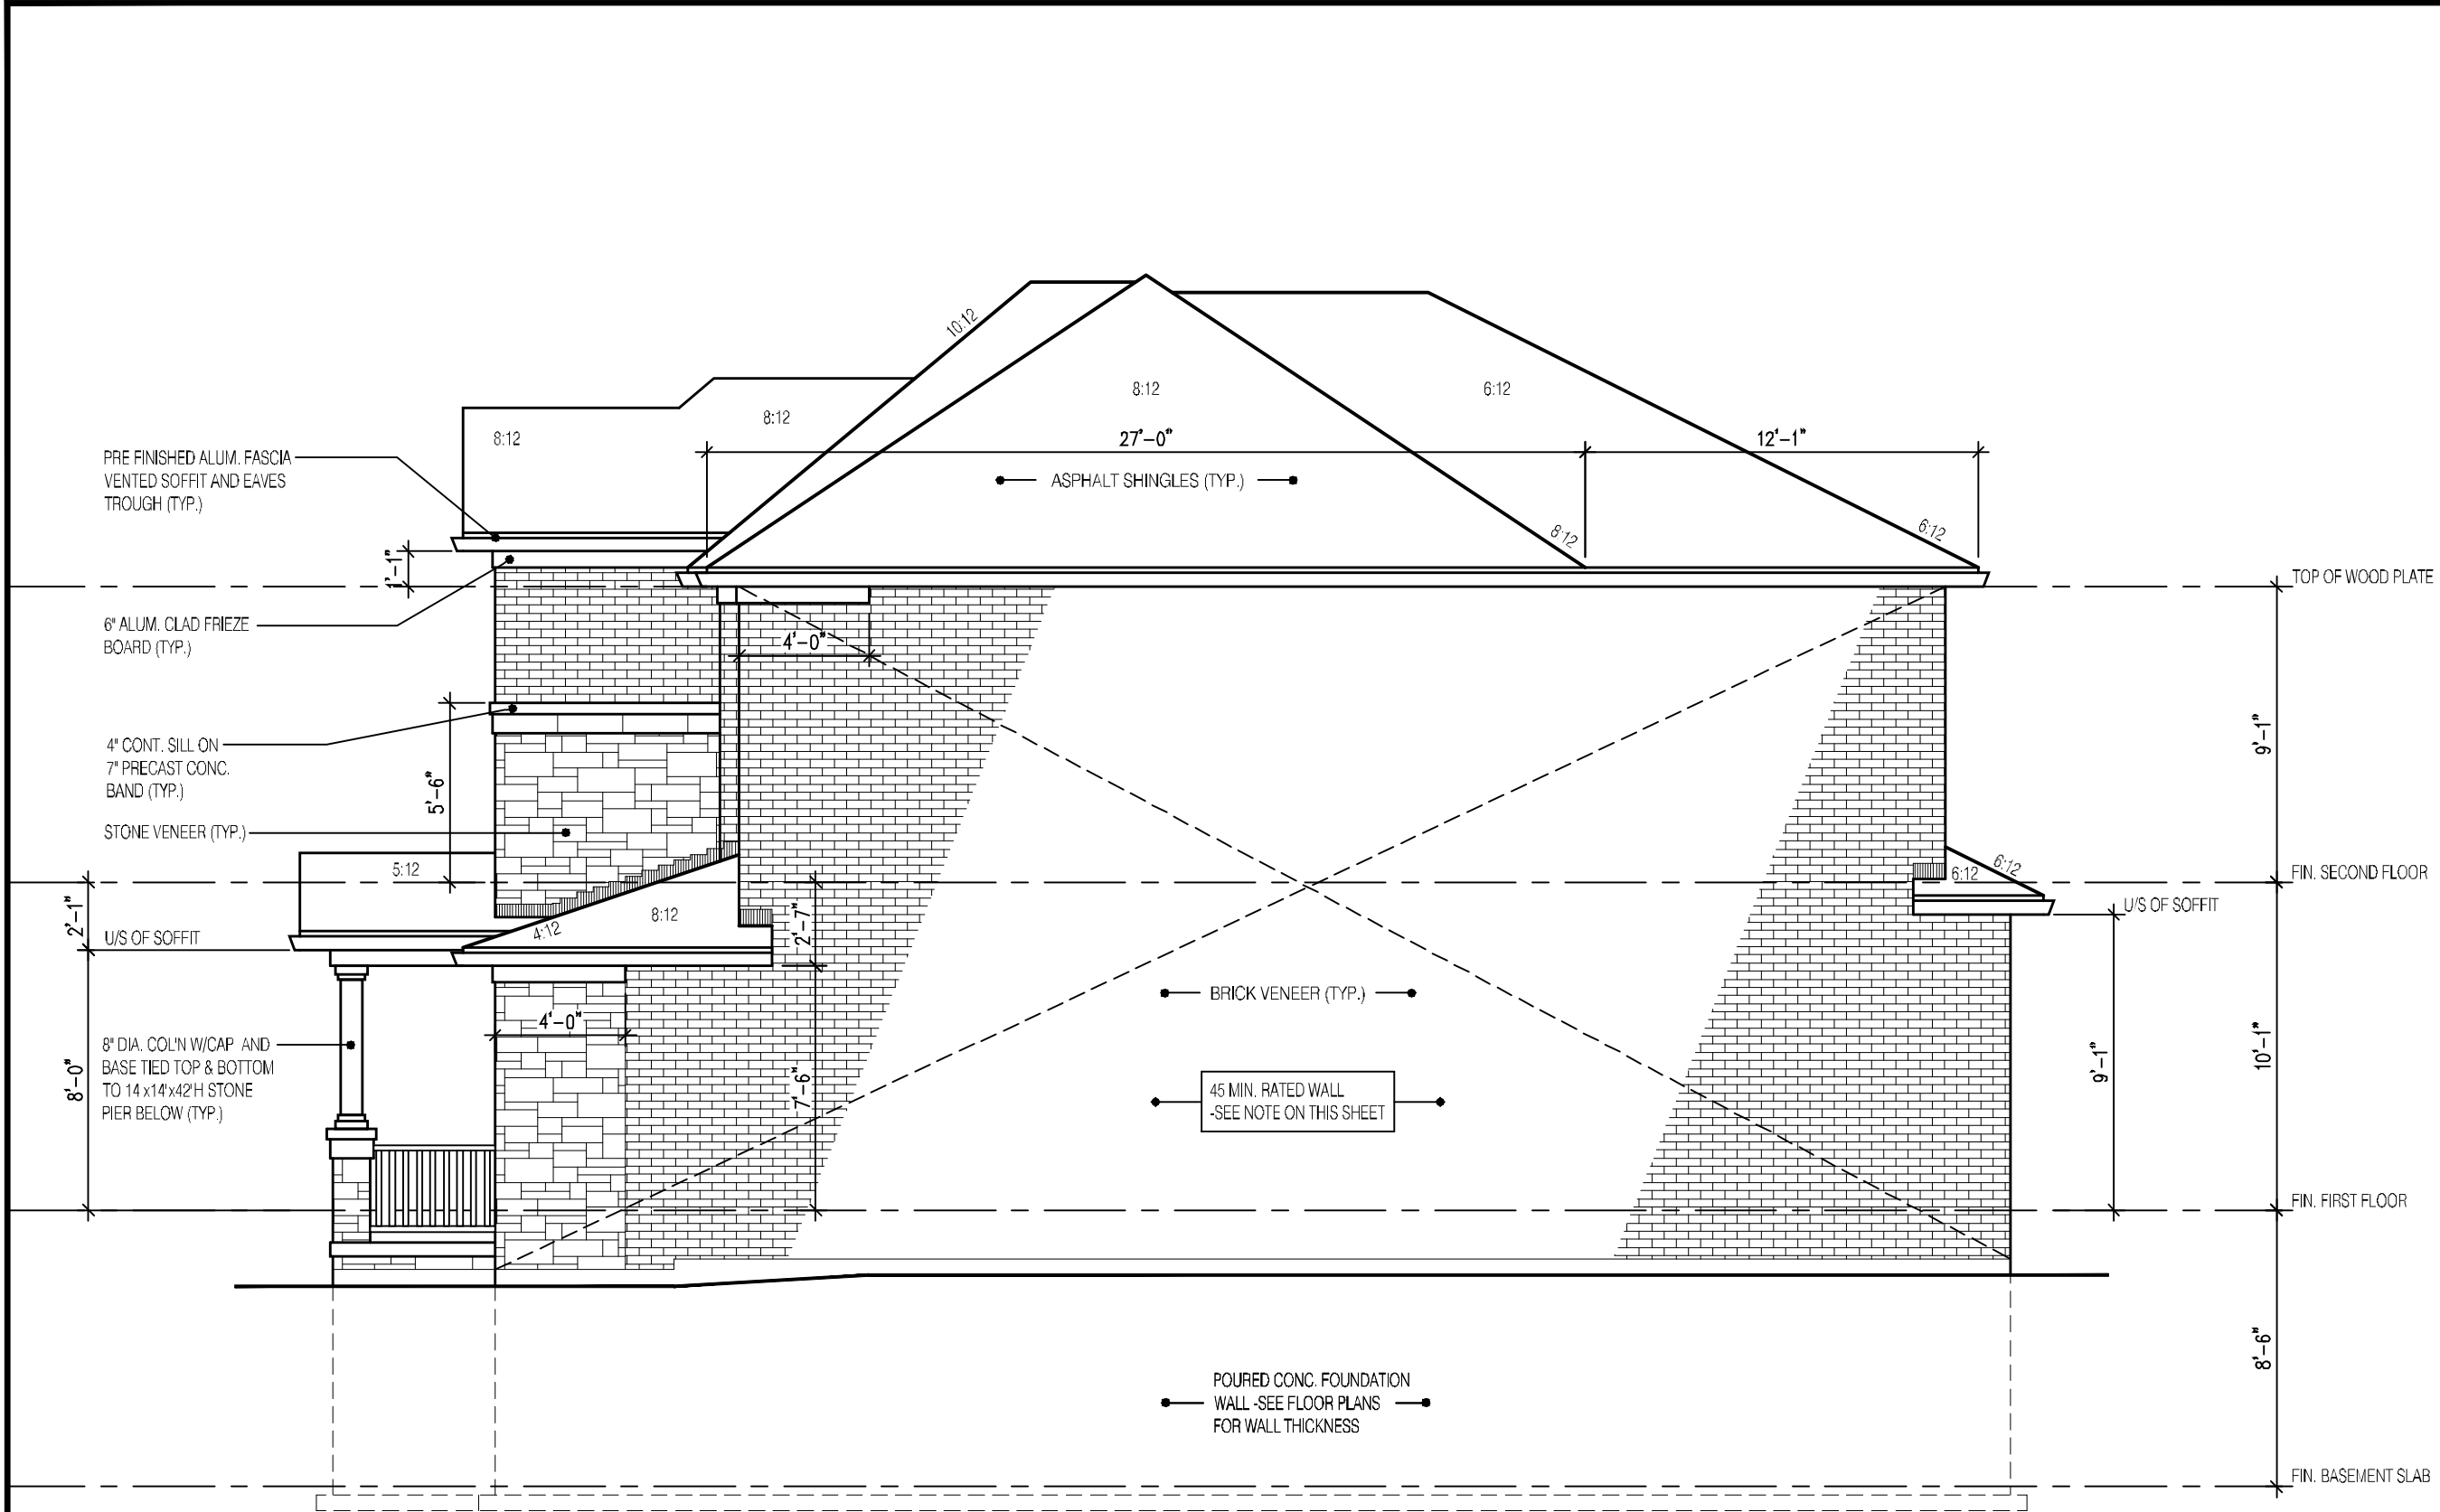 10:12
8:12
6:12
8:12
8:12
27'-0"
12'-1"
PRE FINISHED ALUM. FASCIA
VENTED SOFFIT AND EAVES
TROUGH (TYP.)
ASPHALT SHINGLES (TYP.)
8:12
6:12
1'-1"
TOP OF WOOD PLATE
6" ALUM. CLAD FRIEZE
BOARD (TYP.)
4'-0"
4" CONT. SILL ON
7" PRECAST CONC.
BAND (TYP.)
5'-6"
9'-1"
STONE VENEER (TYP.)
5:12
6:12
6:12
FIN. SECOND FLOOR
2'-1"
U/S OF SOFFIT
4:12
8:12
2'-7"
U/S OF SOFFIT
BRICK VENEER (TYP.)
4'-0"
8" DIA. COL'N W/CAP AND
BASE TIED TOP & BOTTOM
TO 14 x14'x42'H STONE
PIER BELOW (TYP.)
8'-0"
7'-6"
45 MIN. RATED WALL
-SEE NOTE ON THIS SHEET
9'-1"
10'-1"
FIN. FIRST FLOOR
8'-6"
POURED CONC. FOUNDATION
WALL -SEE FLOOR PLANS
FOR WALL THICKNESS
FIN. BASEMENT SLAB